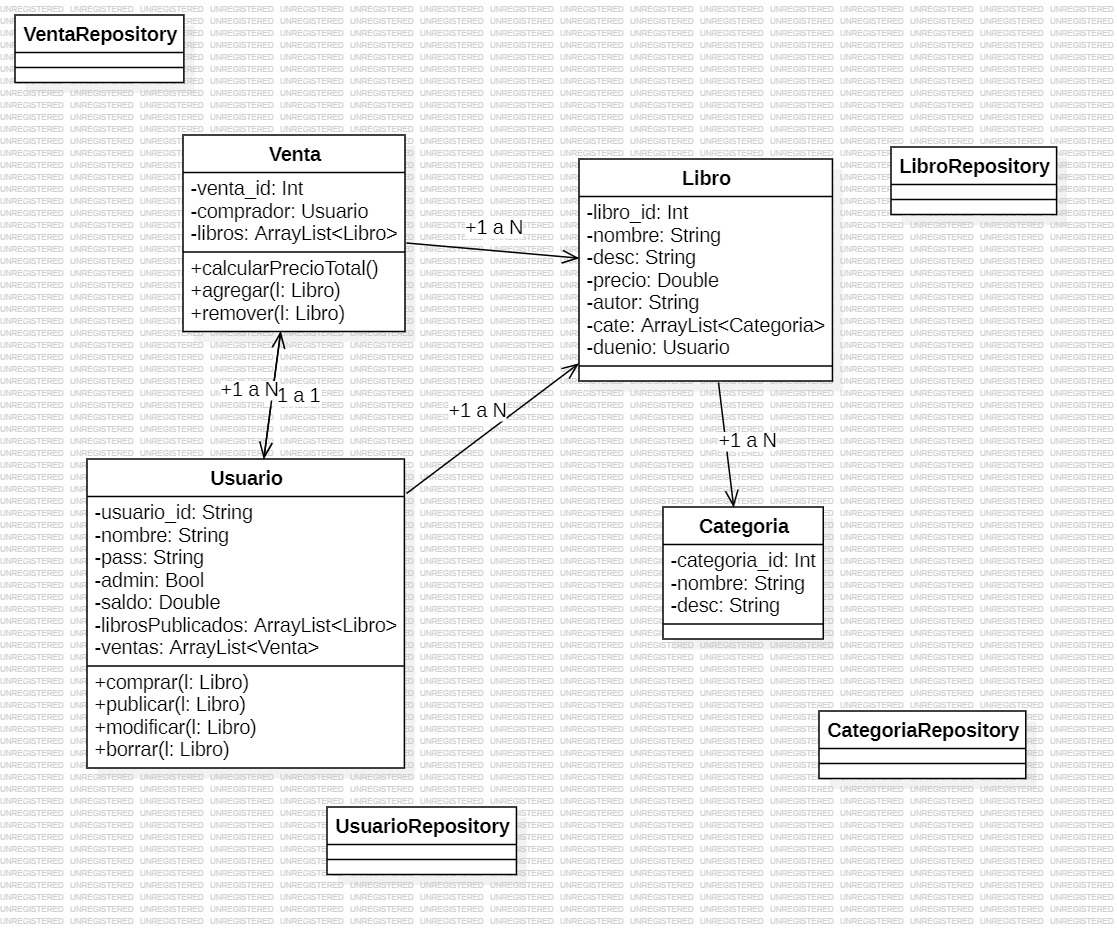 VentaRepository
Venta
-venta_id: Int
-comprador: Usuario
-libros: ArrayList<Libro>
+calcularPrecioTotal()
+agregar(l: Libro)
+remover(l: Libro)
+1 a N
Libro
-libro_id: Int
-nombre: String
-desc: String
-precio: Double
-autor: String
-cate: ArrayList<Categoria>
-duenio: Usuario
LibroRepository
+1 a N
1 a 1
+1 a N
+1 a N
Usuario
-usuario_id: String
-nombre: String
-pass: String
-admin: Bool
-saldo: Double
-librosPublicados: ArrayList<Libro>
-ventas: ArrayList<Venta>
+comprar(l: Libro)
+publicar(l: Libro)
+modificar(l: Libro)
+borrar(l: Libro)
Categoria
-categoria_id: Int
-nombre: String
-desc: String
CategoriaRepository
UsuarioRepository
UNREGISTERED